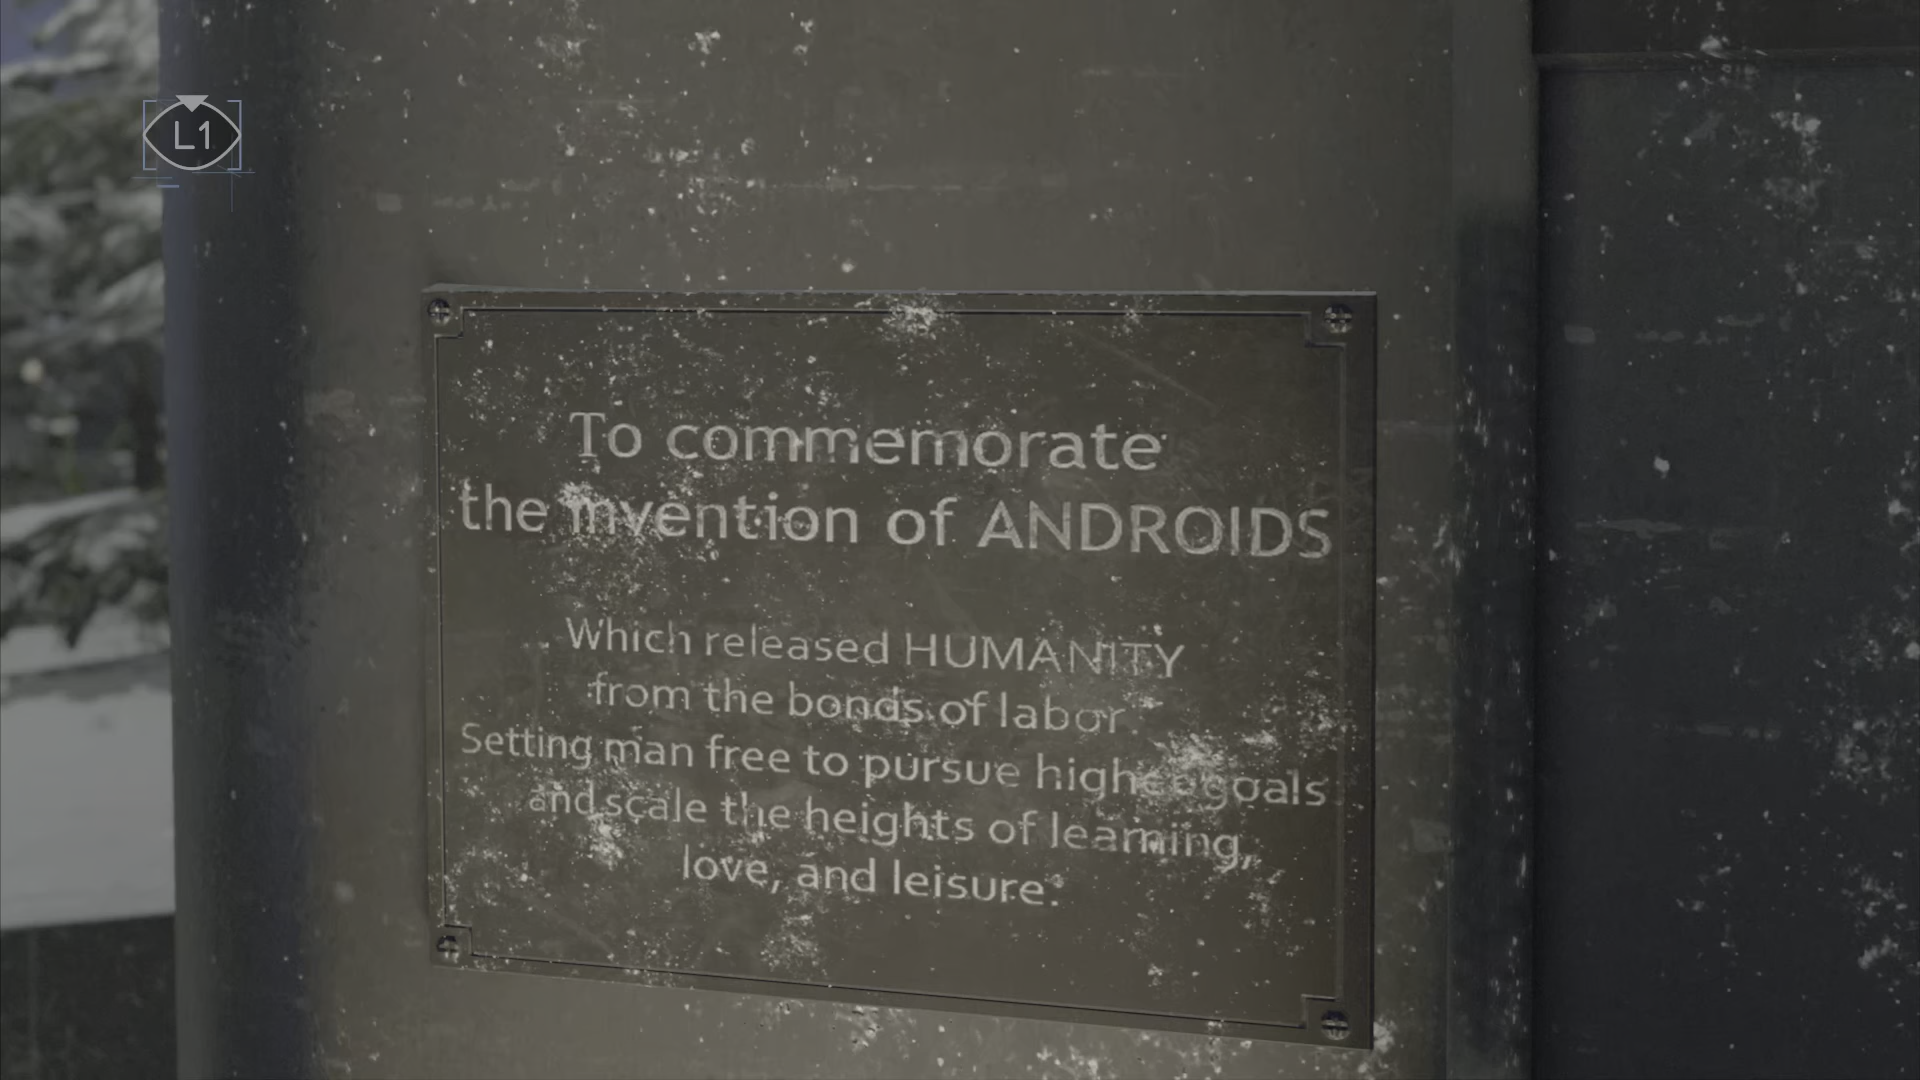 L1
To commemorate
the invention of ANDROIDS
Which released HUMANITY
from the bonds of labor.
Setting man free to pursue higher goals
and scale the heights of learning,
love, and leisure.